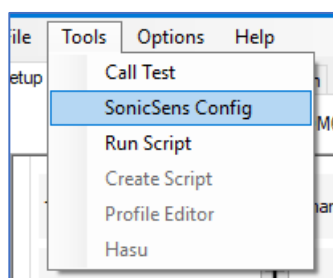 ile Tools Options Help
etup
Call Test
SonicSens Config
Run Script
Create Script
Profile Editor
Hasu